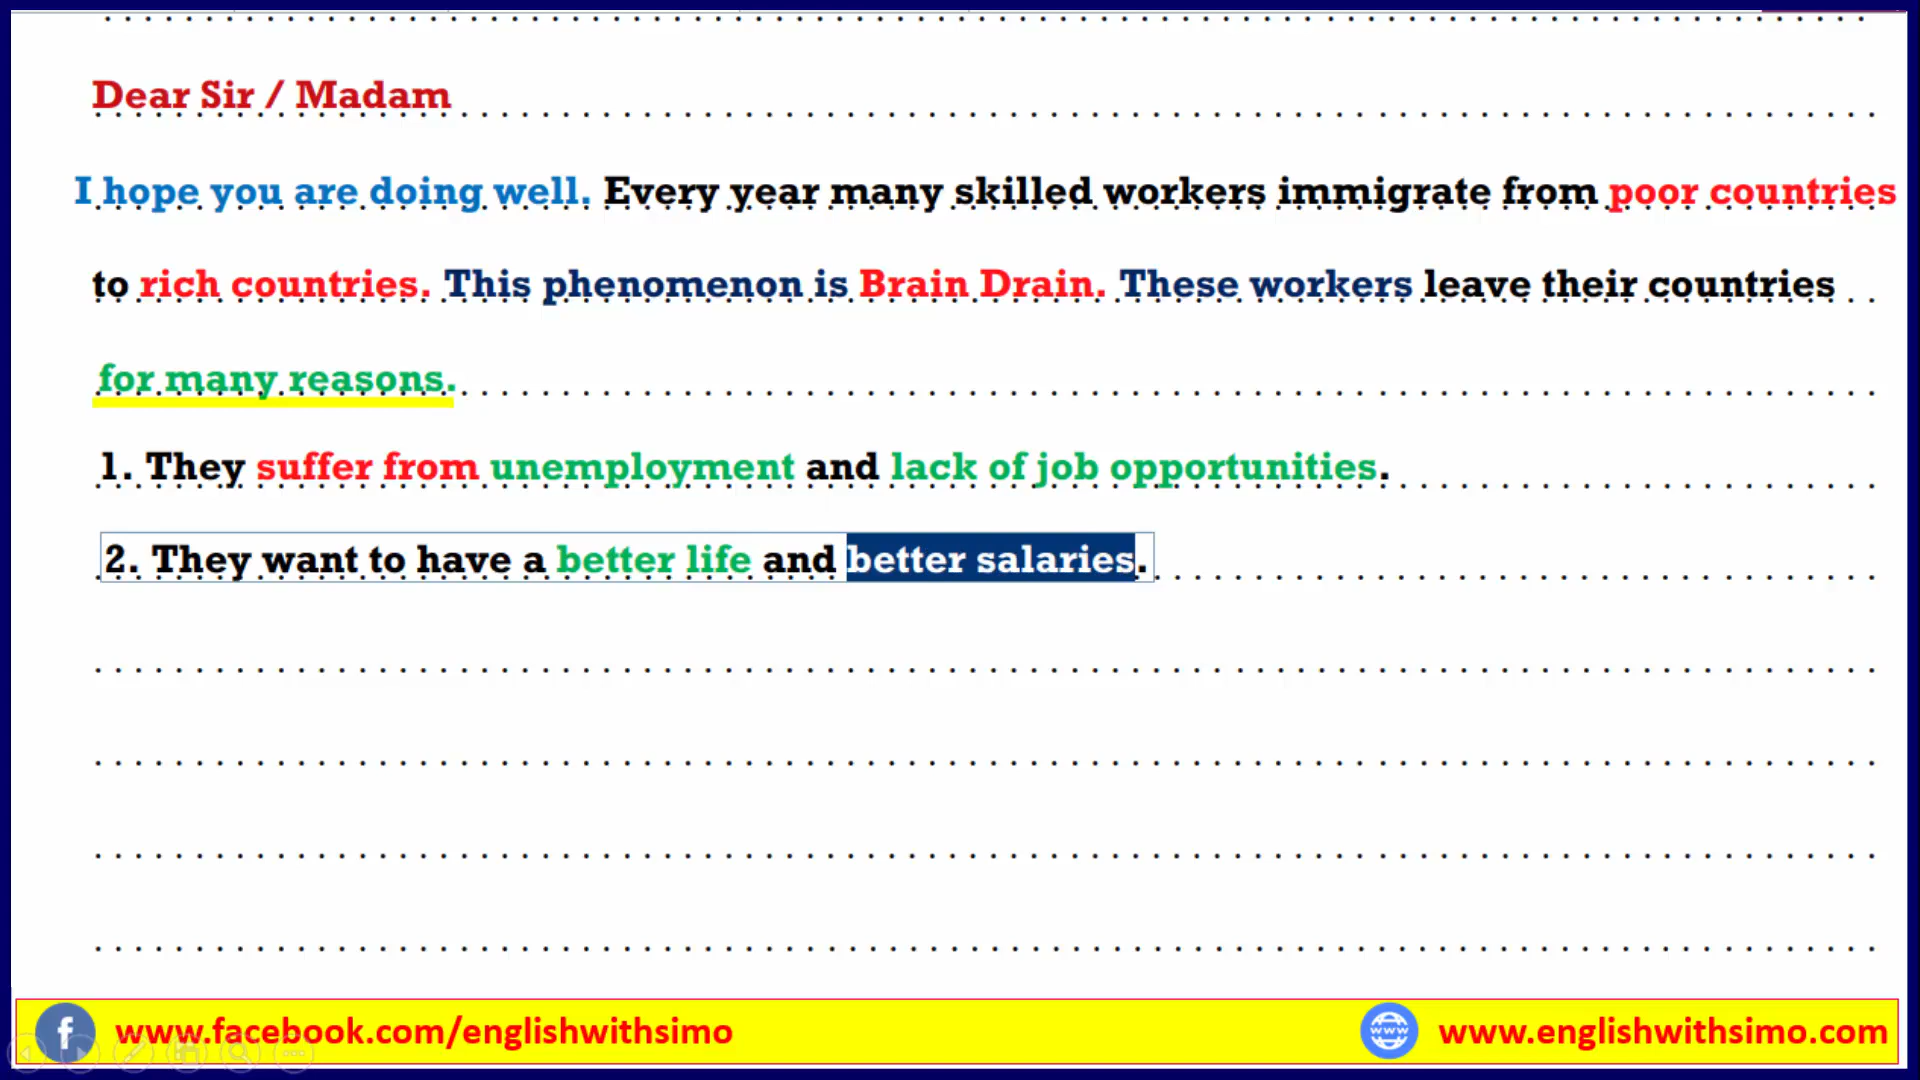 Dear Sir / Madam
I hope you are doing well. Every year many skilled workers immigrate from poor countries
to rich countries. This phenomenon is Brain Drain. These workers leave their countries
for many reasons.
1. They suffer from unemployment and lack of job opportunities.
2. They want to have a better life and better salaries.
www.facebook.com/englishwithsimo
www
www.englishwithsimo.com